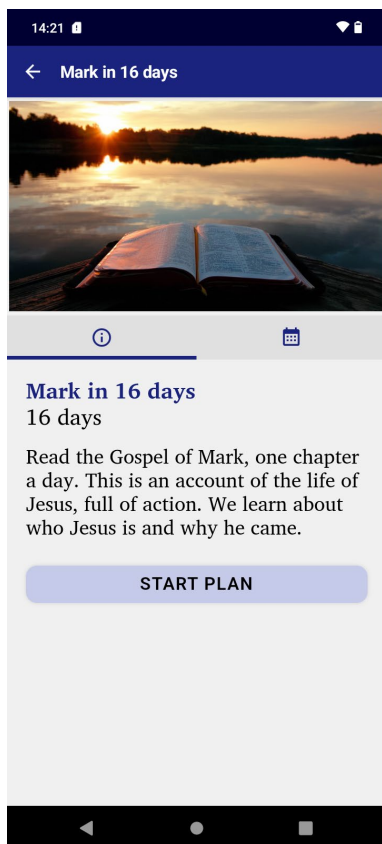 14:21
Mark in 16 days
Mark in 16 days
16 days
Read the Gospel of Mark, one chapter
a day. This is an account of the life of
Jesus, full of action. We learn about
who Jesus is and why he came.
START PLAN